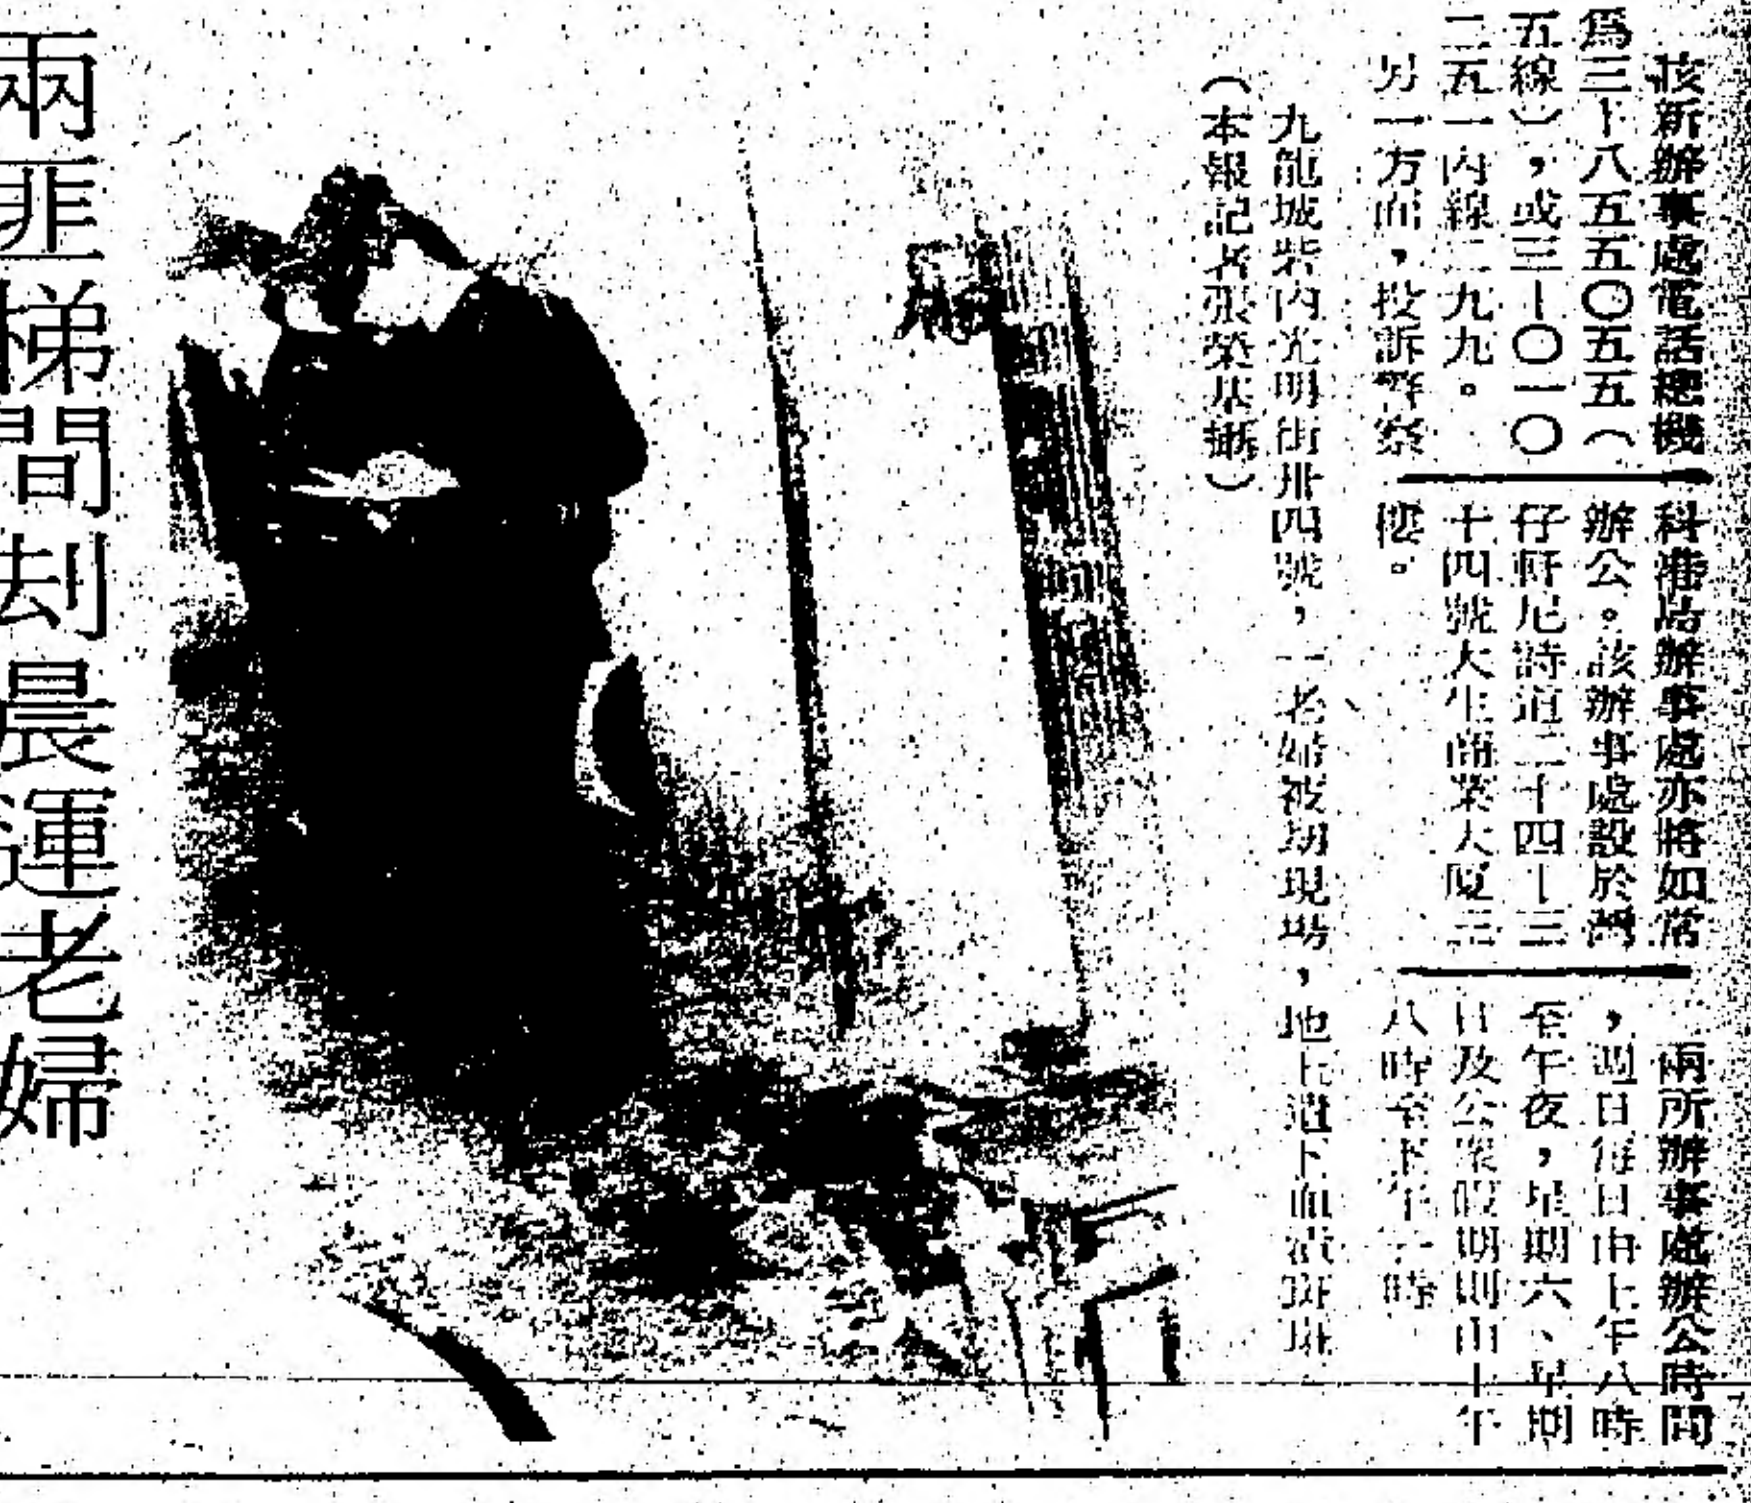 該新辦事處電話總機
為三—八五五〇五五（
五線），或三—〇一〇
二五一內線二九九。
另一方面，投訴警察
科港島辦事處亦將如常
辦公。該辦事處設於灣
仔軒尼詩道二十四—三
十四號大生商業大廈三
樓。
兩所辦事處辦公時間
，週日每日由上午八時
至午夜，星期六、星期
日及公眾假期則由上午
八時至下午 時
九龍城砦內光明街卅四號，一老婦被刼現場，地上遺下血漬斑斑
（本報記者張榮基攝）
兩匪梯間刦晨運老婦